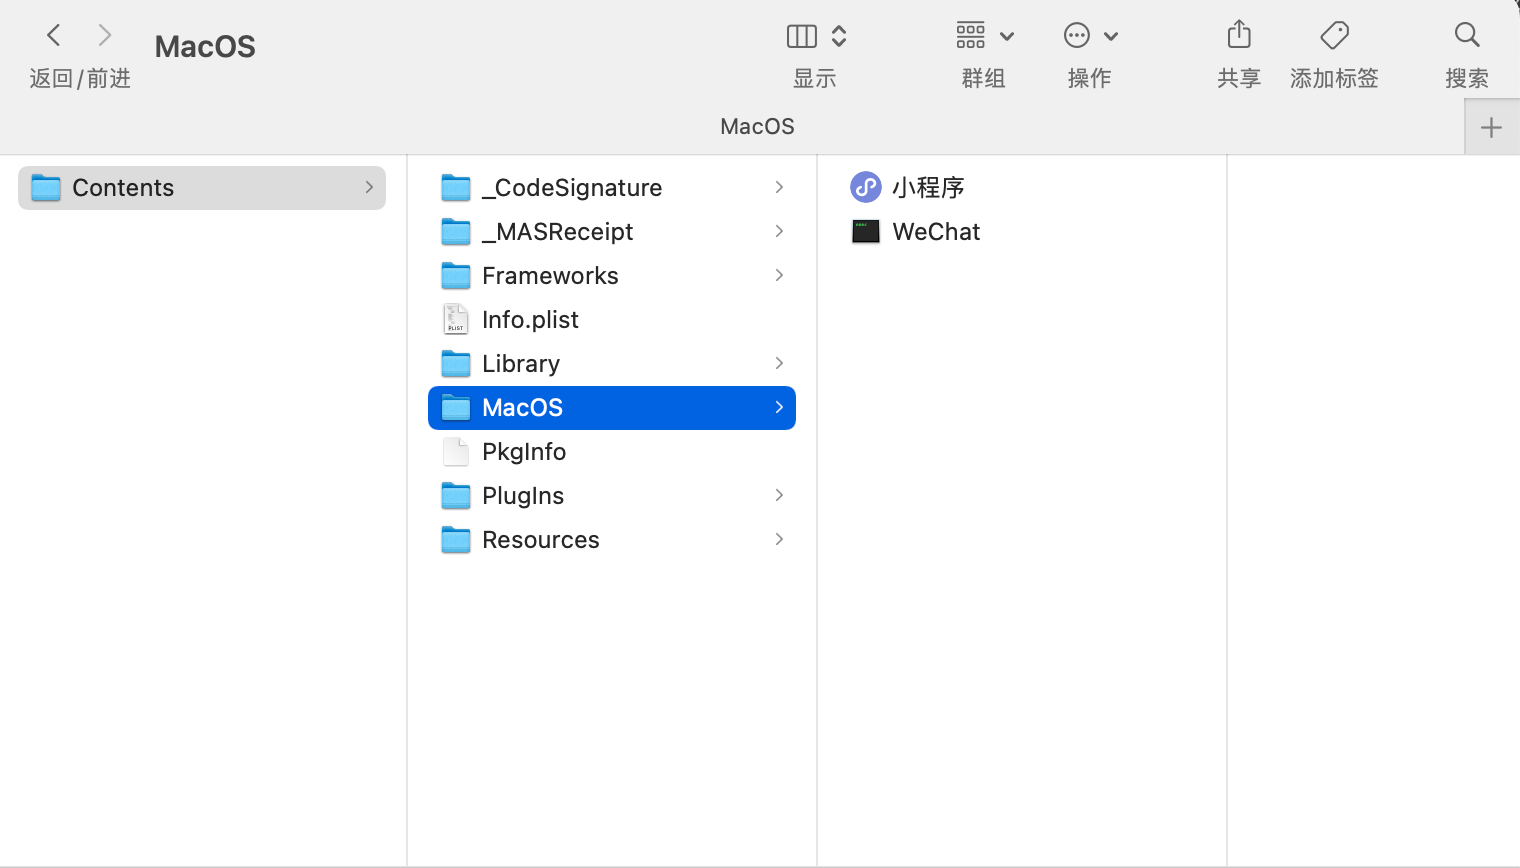 MacOS
返回/前进
显示
群组
操作
共享
添加标签
搜索
MacOS
Contents
_CodeSignature
_MASReceipt
Frameworks
Info.plist
Library
MacOS
PkgInfo
PlugIns
Resources
小程序
WeChat